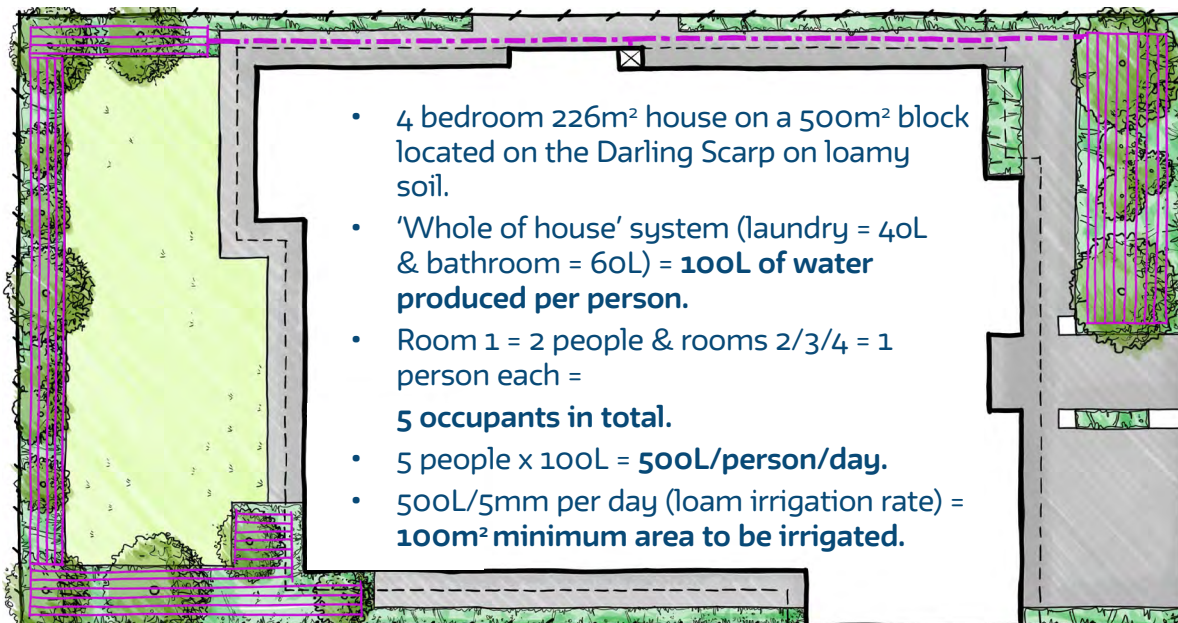 • 4 bedroom 226m² house on a 500m² block
located on the Darling Scarp on loamy
soil.
• ‘Whole of house’ system (laundry = 40L
& bathroom = 60L) = 100L of water
produced per person.
• Room 1 = 2 people & rooms 2/3/4 = 1
person each =
5 occupants in total.
• 5 people x 100L = 500L/person/day.
• 500L/5mm per day (loam irrigation rate) =
100m² minimum area to be irrigated.